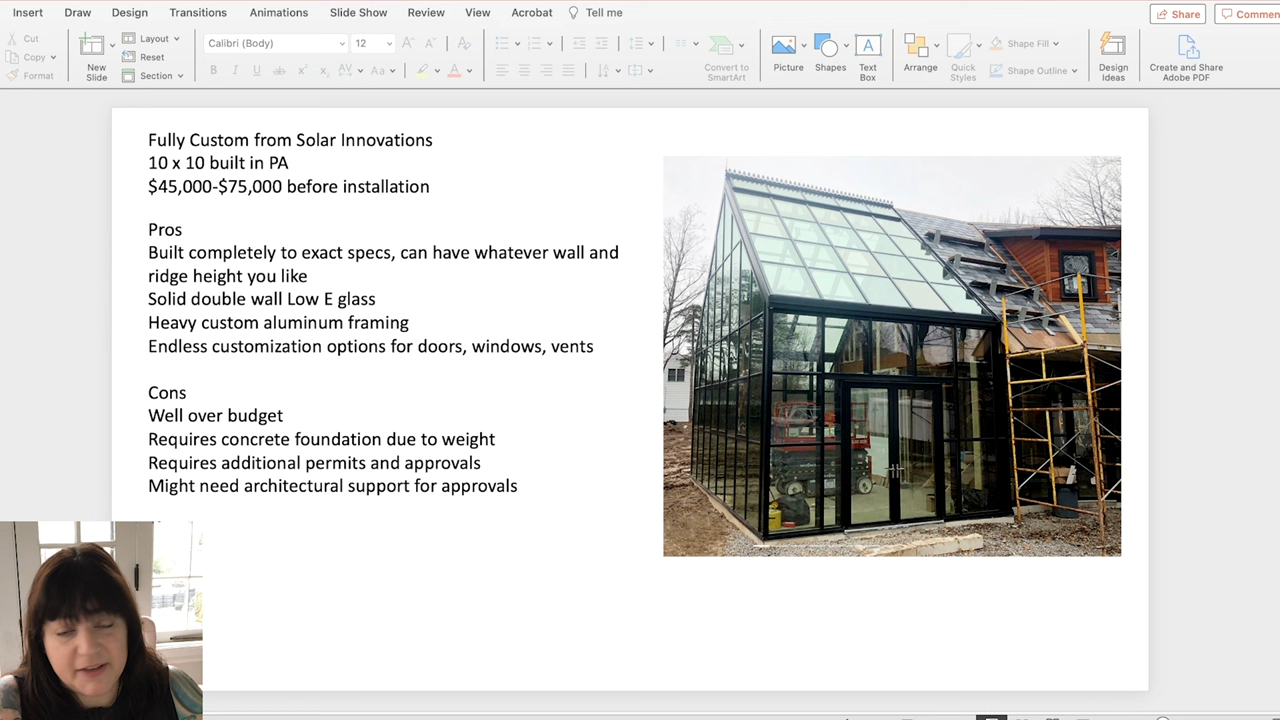 Insert Draw Design Transitions Animations Slide Show Review View Acrobat Tell me
Share Commen
Cut
Copy
Format
New
Slide
Layout
Reset
Section
Calibri (Body) 12
B I U ab x
AV Aa A
Convert to
SmartArt
Picture
Shapes
Text
Box
Arrange
Quick
Styles
Shape Fill
Shape Outline
Design
Ideas
Create and Share
Adobe PDF
Fully Custom from Solar Innovations
10 x 10 built in PA
$45,000-$75,000 before installation
Pros
Built completely to exact specs, can have whatever wall and
ridge height you like
Solid double wall Low E glass
Heavy custom aluminum framing
Endless customization options for doors, windows, vents
Cons
Well over budget
Requires concrete foundation due to weight
Requires additional permits and approvals
Might need architectural support for approvals